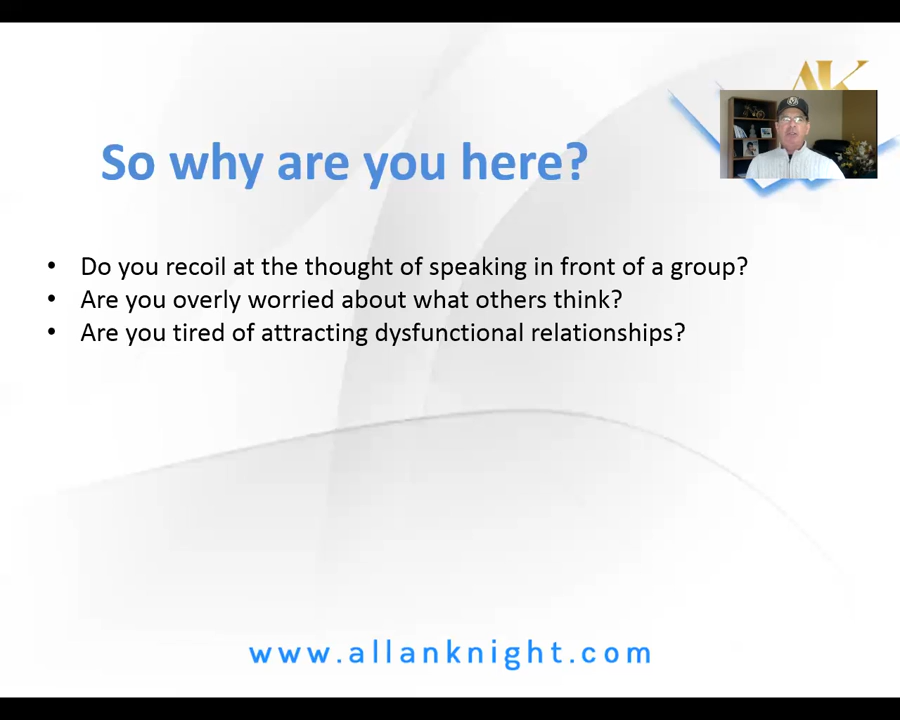 AK
So why are you here?
• Do you recoil at the thought of speaking in front of a group?
• Are you overly worried about what others think?
• Are you tired of attracting dysfunctional relationships?
www.allanknight.com